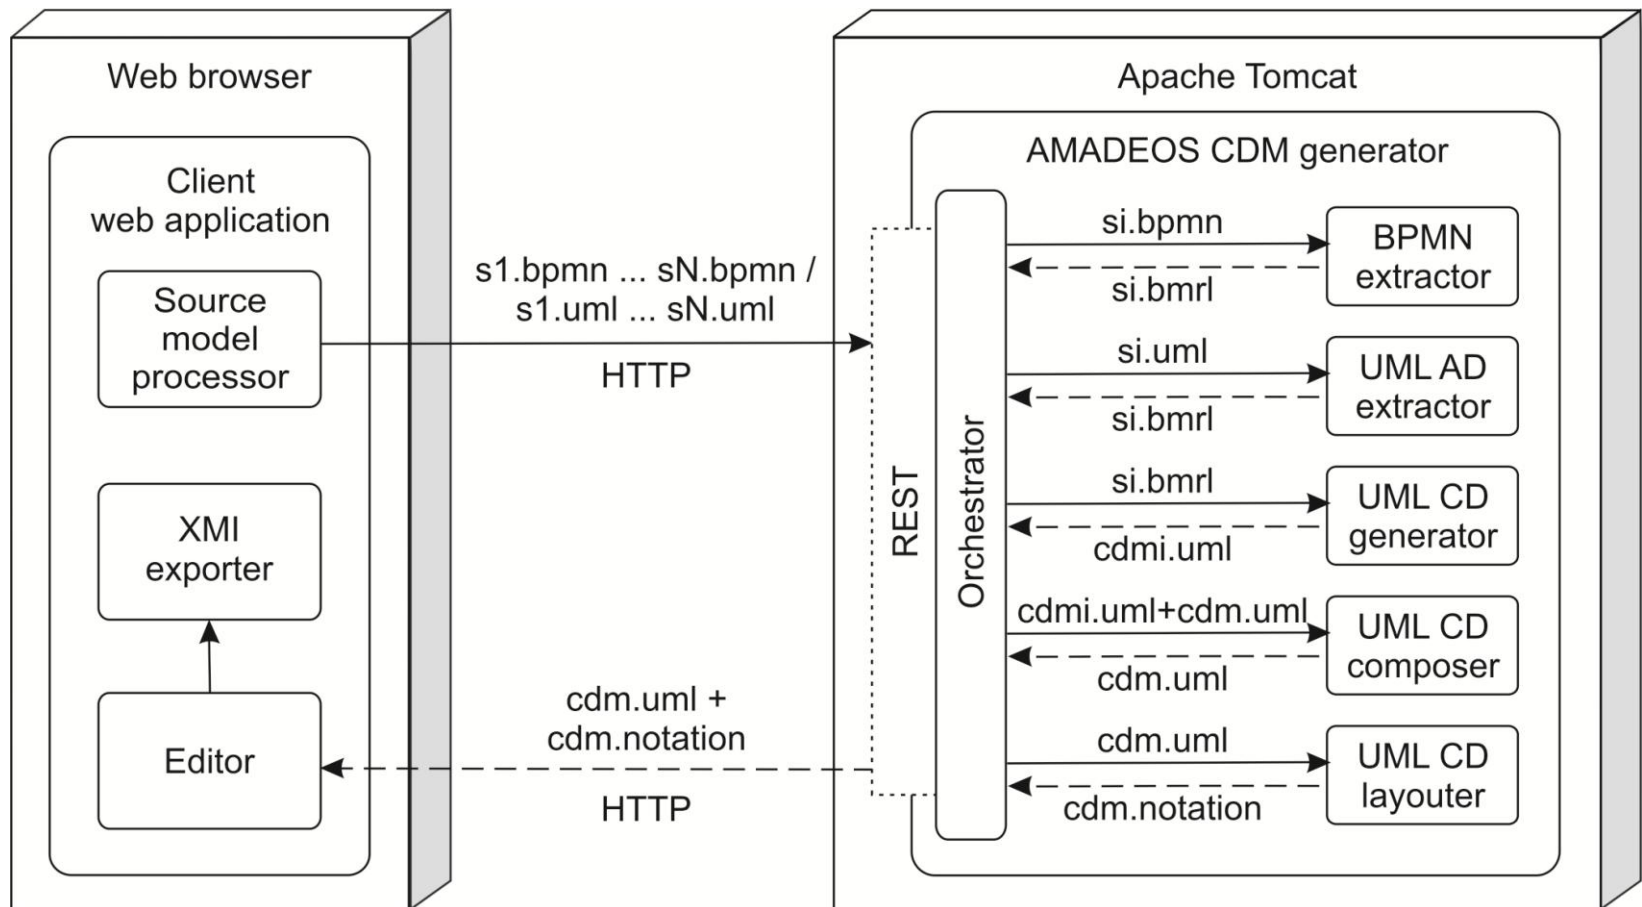 Web browser
Client
web application
Source
model
processor
XMI
exporter
Editor
s1.bpmn ... sN.bpmn /
s1.uml ... sN.uml
HTTP
cdm.uml +
cdm.notation
HTTP
Apache Tomcat
AMADEOS CDM generator
REST
Orchestrator
si.bpmn
si.bmrl
BPMN
extractor
si.uml
si.bmrl
UML AD
extractor
si.bmrl
cdmi.uml
UML CD
generator
cdmi.uml+cdm.uml
cdm.uml
UML CD
composer
cdm.uml
cdm.notation
UML CD
layouter